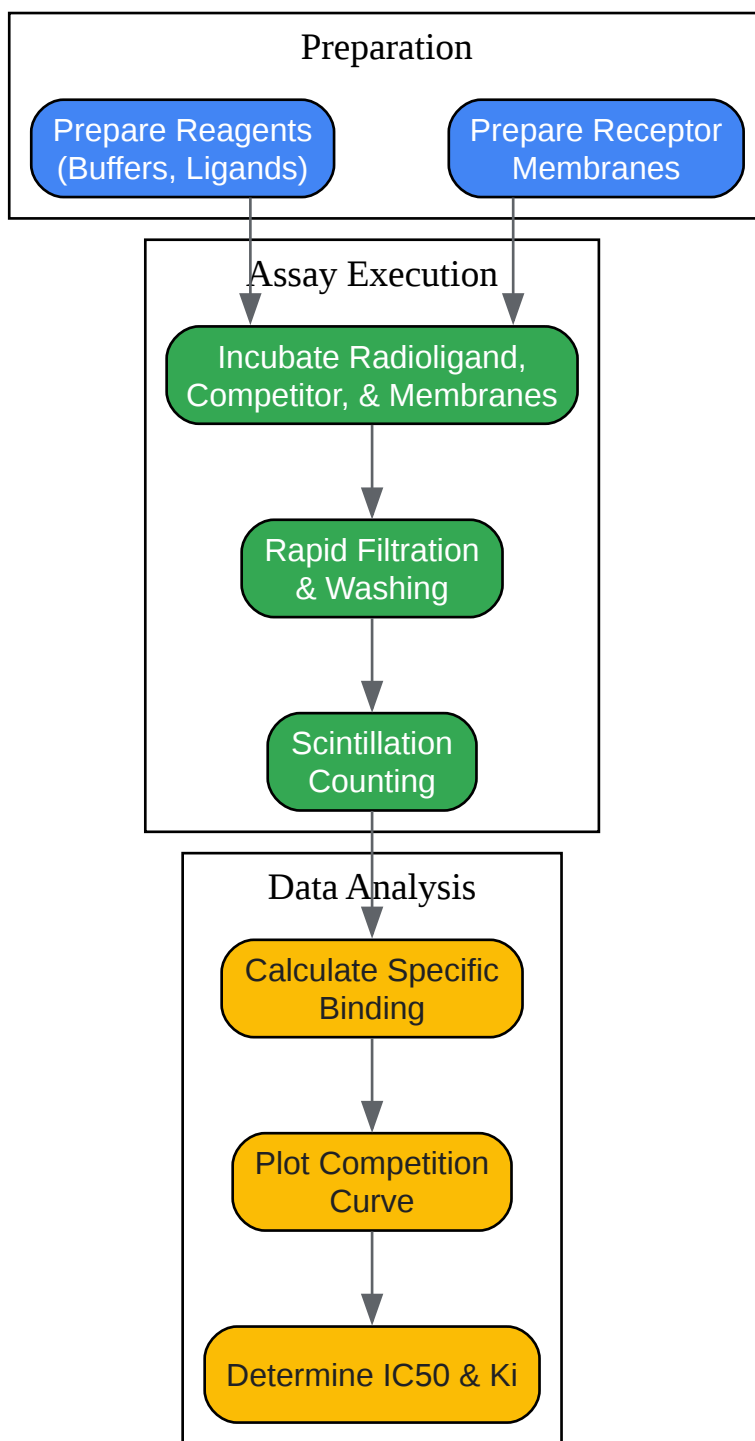 Preparation
Prepare Reagents
(Buffers, Ligands)
Prepare Receptor
Membranes
Assay Execution
Incubate Radioligand,
Competitor, & Membranes
Rapid Filtration
& Washing
Scintillation
Counting
Data Analysis
Calculate Specific
Binding
Plot Competition
Curve
Determine IC50 & Ki